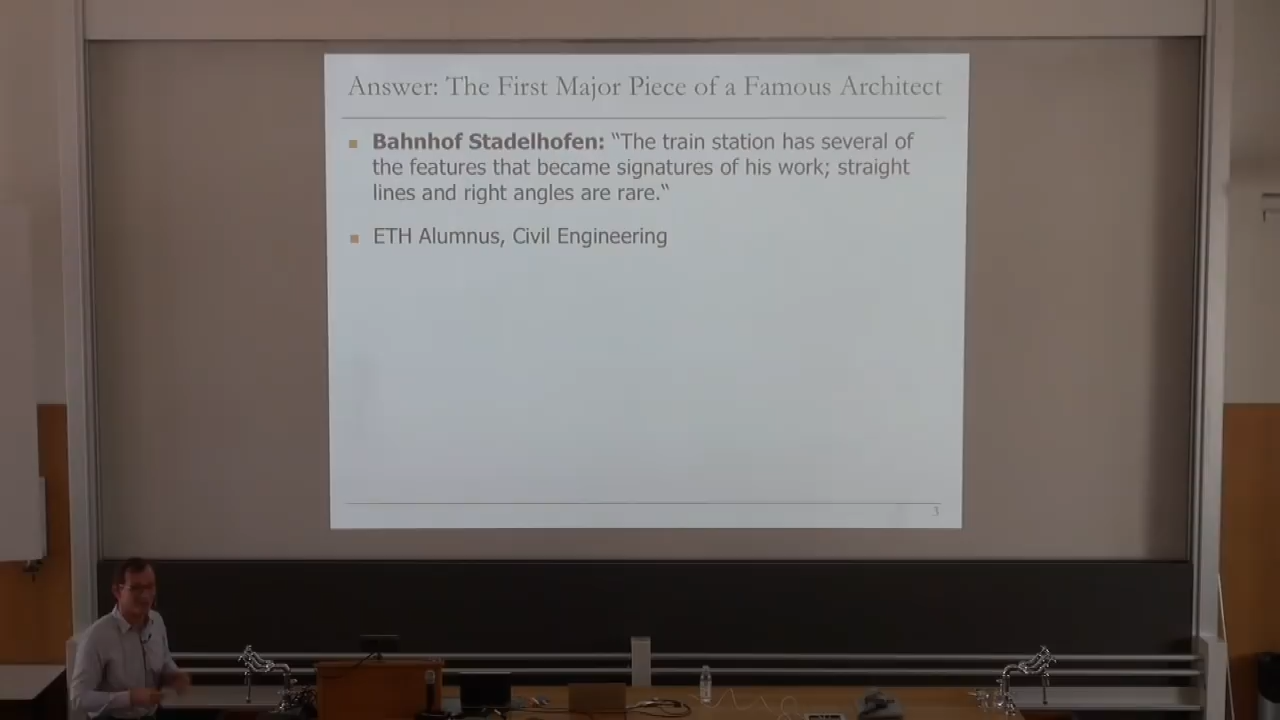 Answer: The First Major Piece of a Famous Architect
Bahnhof Stadelhofen: "The train station has several of
the features that became signatures of his work; straight
lines and right angles are rare."
ETH Alumnus, Civil Engineering
3